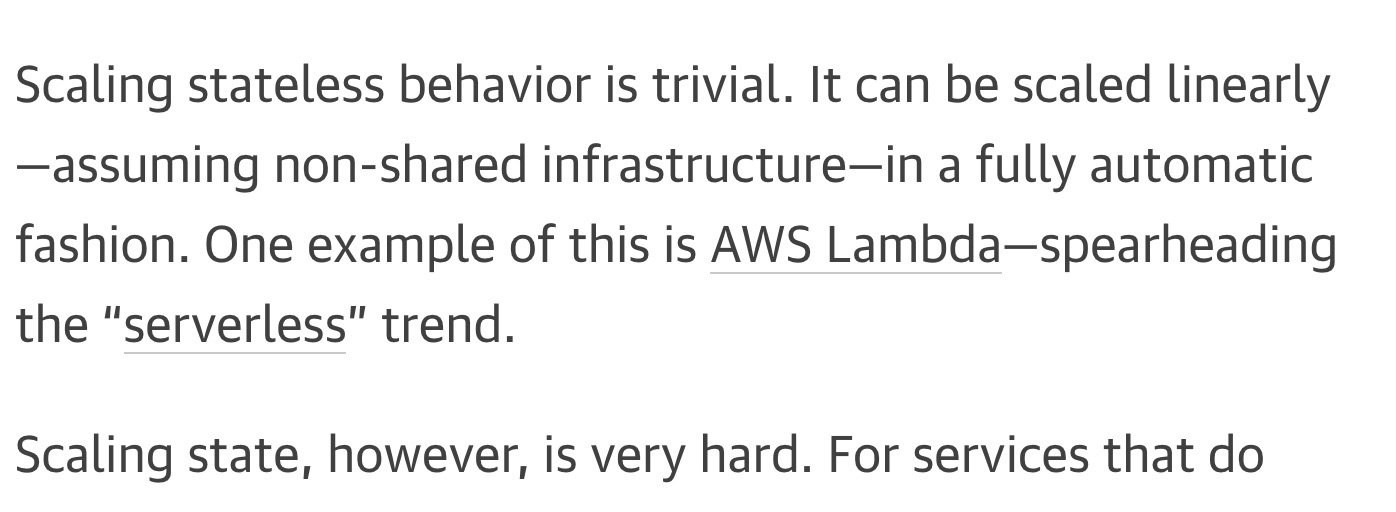 Scaling stateless behavior is trivial. It can be scaled linearly
—assuming non-shared infrastructure—in a fully automatic
fashion. One example of this is AWS Lambda—spearheading
the “serverless” trend.
Scaling state, however, is very hard. For services that do